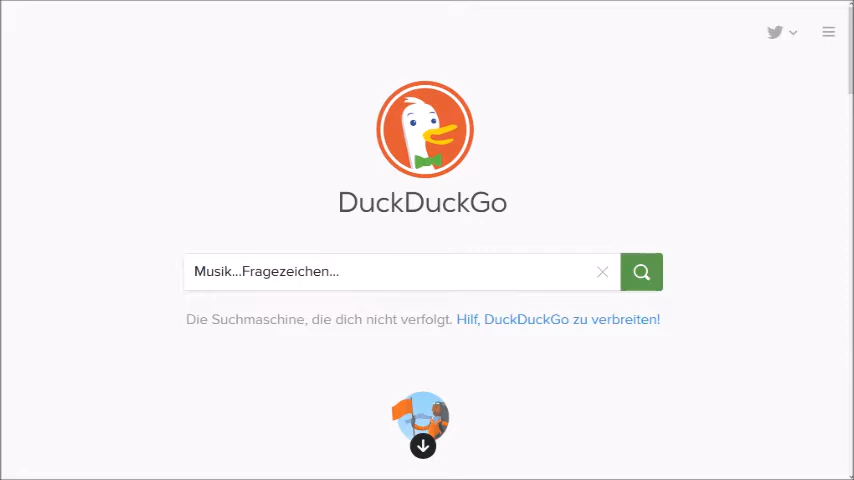 DuckDuckGo
Musik...Fragezeichen...
Die Suchmaschine, die dich nicht verfolgt. Hilf, DuckDuckGo zu verbreiten!